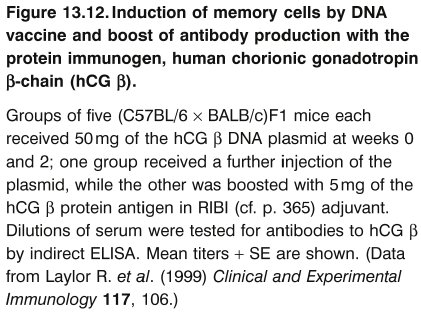 Figure 13.12. Induction of memory cells by DNA
vaccine and boost of antibody production with the
protein immunogen, human chorionic gonadotropin
β-chain (hCG β).
Groups of five (C57BL/6 × BALB/c)F1 mice each
received 50 mg of the hCG β DNA plasmid at weeks 0
and 2; one group received a further injection of the
plasmid, while the other was boosted with 5 mg of the
hCG β protein antigen in RIBI (cf. p. 365) adjuvant.
Dilutions of serum were tested for antibodies to hCG β
by indirect ELISA. Mean titers + SE are shown. (Data
from Laylor R. et al. (1999) Clinical and Experimental
Immunology 117, 106.)